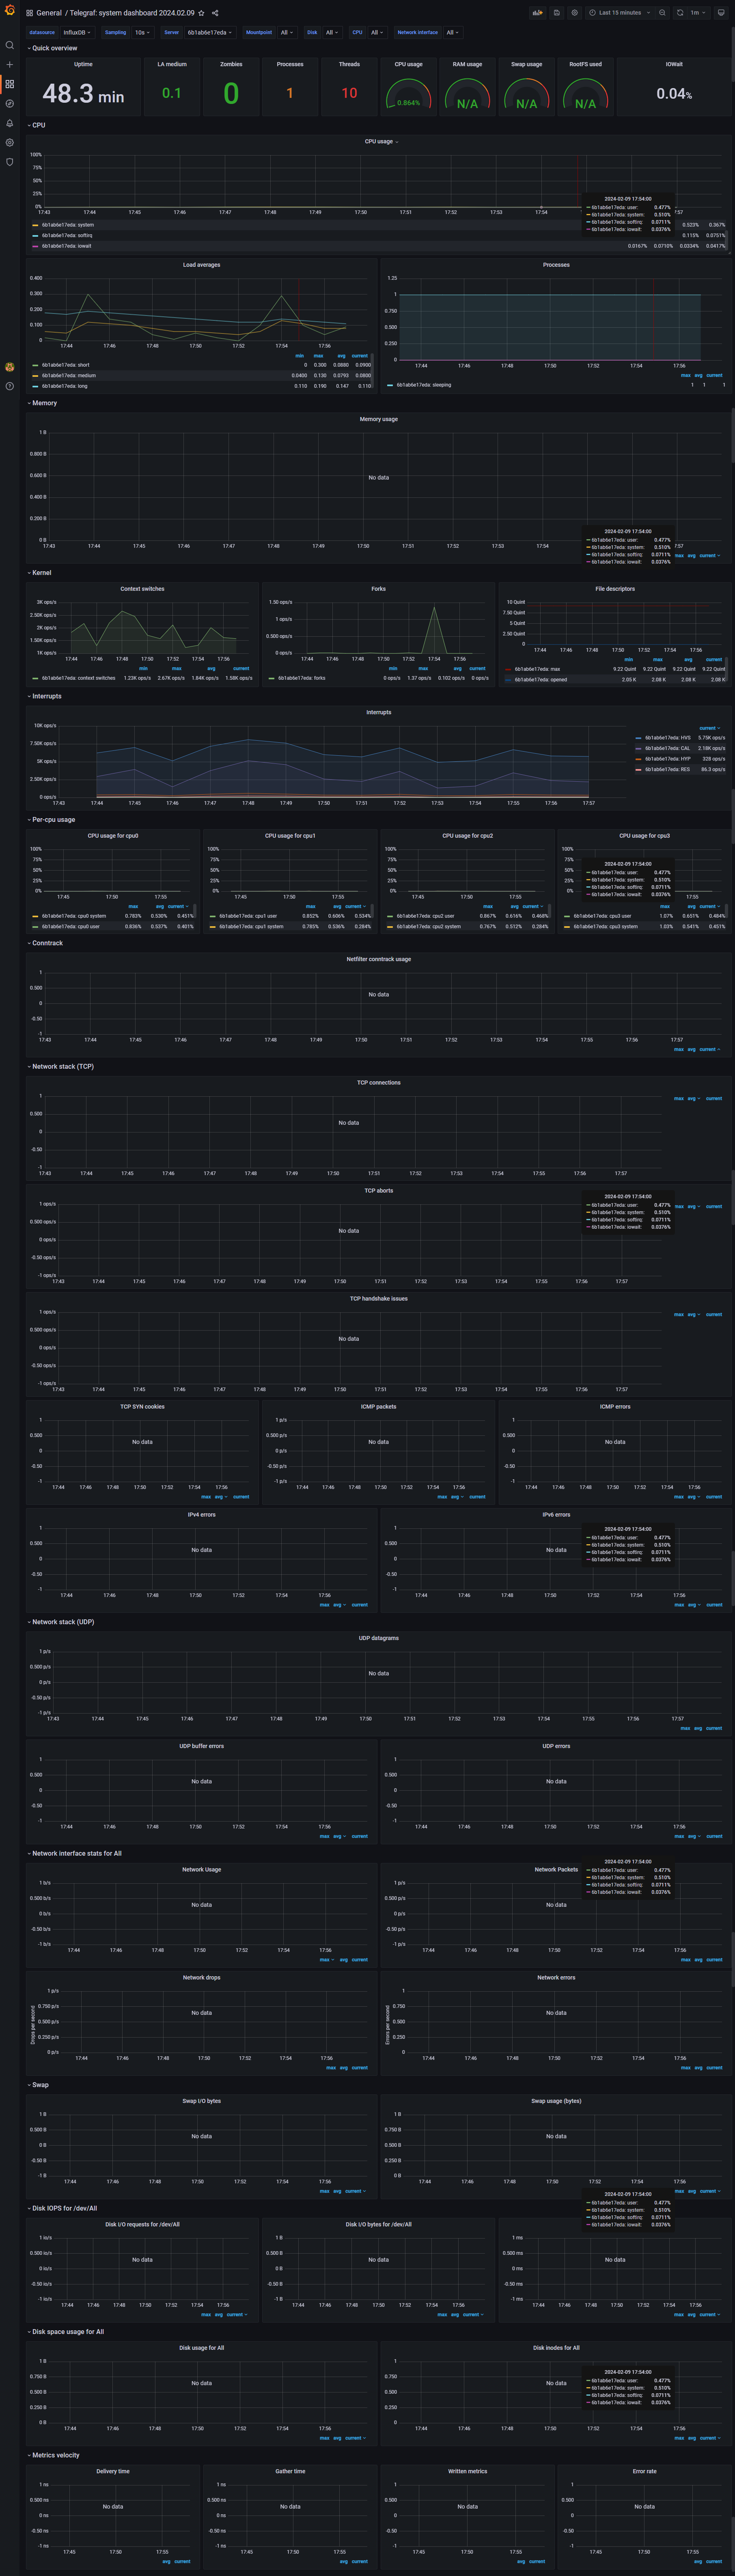 General / Telegraf: system dashboard 2024.02.09
Last 15 minutes
1m
datasource InfluxDB Sampling 10s Server 6b1ab6e17eda Mountpoint All Disk All CPU All Network interface All
Quick overview
Uptime LA medium Zombies Processes Threads CPU usage RAM usage Swap usage RootFS used IOWait
48.3 min 0.1 0 1 10 0.864% N/A N/A N/A 0.04%
CPU
CPU usage
100%
75%
50%
25%
0%
17:43 17:44 17:45 17:46 17:47 17:48 17:49 17:50 17:51 17:52 17:53 17:54 17:57
2024-02-09 17:54:00
6b1ab6e17eda: user: 0.477%
6b1ab6e17eda: system: 0.510%
6b1ab6e17eda: softirq: 0.0711%
6b1ab6e17eda: iowait: 0.0376%
6b1ab6e17eda: system 0.523% 0.367%
6b1ab6e17eda: softirq 0.115% 0.0751%
6b1ab6e17eda: iowait 0.0167% 0.0710% 0.0334% 0.0417%
Load averages
0.400
0.300
0.200
0.100
0
17:44 17:46 17:48 17:50 17:52 17:54 17:56
min max avg current
6b1ab6e17eda: short 0 0.300 0.0880 0.0900
6b1ab6e17eda: medium 0.0400 0.130 0.0793 0.0800
6b1ab6e17eda: long 0.110 0.190 0.147 0.110
Processes
1.25
1
0.750
0.500
0.250
0
17:44 17:46 17:48 17:50 17:52 17:54 17:56
max avg current
6b1ab6e17eda: sleeping 1 1 1
Memory
Memory usage
1 B
0.800 B
0.600 B
0.400 B
0.200 B
0 B
No data
17:43 17:44 17:45 17:46 17:47 17:48 17:49 17:50 17:51 17:52 17:53 17:54 17:57
2024-02-09 17:54:00
6b1ab6e17eda: user: 0.477%
6b1ab6e17eda: system: 0.510%
6b1ab6e17eda: softirq: 0.0711%
6b1ab6e17eda: iowait: 0.0376%
max avg current
Kernel
Context switches
3K ops/s
2.50K ops/s
2K ops/s
1.50K ops/s
1K ops/s
17:44 17:46 17:48 17:50 17:52 17:54 17:56
min max avg current
6b1ab6e17eda: context switches 1.23K ops/s 2.67K ops/s 1.84K ops/s 1.58K ops/s
Forks
1.50 ops/s
1 ops/s
0.500 ops/s
0 ops/s
17:44 17:46 17:48 17:50 17:52 17:54 17:56
min max avg current
6b1ab6e17eda: forks 0 ops/s 1.37 ops/s 0.102 ops/s 0 ops/s
File descriptors
10 Quint
7.50 Quint
5 Quint
2.50 Quint
0
17:44 17:46 17:48 17:50 17:52 17:54 17:56
min max avg current
6b1ab6e17eda: max 9.22 Quint 9.22 Quint 9.22 Quint 9.22 Quint
6b1ab6e17eda: opened 2.05 K 2.08 K 2.08 K 2.08 K
Interrupts
Interrupts
10K ops/s
7.50K ops/s
5K ops/s
2.50K ops/s
0 ops/s
17:43 17:44 17:45 17:46 17:47 17:48 17:49 17:50 17:51 17:52 17:53 17:54 17:55 17:56 17:57
current
6b1ab6e17eda: HVS 5.75K ops/s
6b1ab6e17eda: CAL 2.18K ops/s
6b1ab6e17eda: HYP 328 ops/s
6b1ab6e17eda: RES 86.3 ops/s
Per-cpu usage
CPU usage for cpu0
100%
75%
50%
25%
0%
17:45 17:50 17:55
max avg current
6b1ab6e17eda: cpu0 system 0.783% 0.530% 0.451%
6b1ab6e17eda: cpu0 user 0.836% 0.537% 0.401%
CPU usage for cpu1
100%
75%
50%
25%
0%
17:45 17:50 17:55
max avg current
6b1ab6e17eda: cpu1 user 0.852% 0.606% 0.534%
6b1ab6e17eda: cpu1 system 0.785% 0.536% 0.284%
CPU usage for cpu2
100%
75%
50%
25%
0%
17:45 17:50 17:55
max avg current
6b1ab6e17eda: cpu2 user 0.867% 0.616% 0.468%
6b1ab6e17eda: cpu2 system 0.767% 0.512% 0.284%
CPU usage for cpu3
100%
75%
50%
25%
0%
17:45 17:50 17:55
2024-02-09 17:54:00
6b1ab6e17eda: user: 0.477%
6b1ab6e17eda: system: 0.510%
6b1ab6e17eda: softirq: 0.0711%
6b1ab6e17eda: iowait: 0.0376%
max avg current
6b1ab6e17eda: cpu3 user 1.07% 0.651% 0.484%
6b1ab6e17eda: cpu3 system 1.03% 0.541% 0.451%
Conntrack
Netfilter conntrack usage
1
0.500
0
-0.50
-1
No data
17:43 17:44 17:45 17:46 17:47 17:48 17:49 17:50 17:51 17:52 17:53 17:54 17:55 17:56 17:57
max avg current
Network stack (TCP)
TCP connections
1
0.500
0
-0.50
-1
No data
17:43 17:44 17:45 17:46 17:47 17:48 17:49 17:50 17:51 17:52 17:53 17:54 17:55 17:56 17:57
max avg current
TCP aborts
1 ops/s
0.500 ops/s
0 ops/s
-0.50 ops/s
-1 ops/s
No data
17:43 17:44 17:45 17:46 17:47 17:48 17:49 17:50 17:51 17:52 17:53 17:54 17:55 17:56 17:57
2024-02-09 17:54:00
6b1ab6e17eda: user: 0.477%
6b1ab6e17eda: system: 0.510%
6b1ab6e17eda: softirq: 0.0711%
6b1ab6e17eda: iowait: 0.0376%
max avg current
TCP handshake issues
1 ops/s
0.500 ops/s
0 ops/s
-0.50 ops/s
-1 ops/s
No data
17:43 17:44 17:45 17:46 17:47 17:48 17:49 17:50 17:51 17:52 17:53 17:54 17:55 17:56 17:57
max avg current
TCP SYN cookies
1
0.500
0
-0.50
-1
No data
17:44 17:46 17:48 17:50 17:52 17:54 17:56
max avg current
ICMP packets
1 p/s
0.500 p/s
0 p/s
-0.50 p/s
-1 p/s
No data
17:44 17:46 17:48 17:50 17:52 17:54 17:56
max avg current
ICMP errors
1
0.500
0
-0.50
-1
No data
17:44 17:46 17:48 17:50 17:52 17:54 17:56
max avg current
IPv4 errors
1
0.500
0
-0.50
-1
No data
17:44 17:46 17:48 17:50 17:52 17:54 17:56
max avg current
IPv6 errors
1
0.500
0
-0.50
-1
No data
17:44 17:46 17:48 17:50 17:52 17:54 17:56
2024-02-09 17:54:00
6b1ab6e17eda: user: 0.477%
6b1ab6e17eda: system: 0.510%
6b1ab6e17eda: softirq: 0.0711%
6b1ab6e17eda: iowait: 0.0376%
max avg current
Network stack (UDP)
UDP datagrams
1 p/s
0.500 p/s
0 p/s
-0.50 p/s
-1 p/s
No data
17:43 17:44 17:45 17:46 17:47 17:48 17:49 17:50 17:51 17:52 17:53 17:54 17:55 17:56 17:57
max avg current
UDP buffer errors
1
0.500
0
-0.50
-1
No data
17:44 17:46 17:48 17:50 17:52 17:54 17:56
max avg current
UDP errors
1
0.500
0
-0.50
-1
No data
17:44 17:46 17:48 17:50 17:52 17:54 17:56
max avg current
Network interface stats for All
Network Usage
1 b/s
0.500 b/s
0 b/s
-0.50 b/s
-1 b/s
No data
17:44 17:46 17:48 17:50 17:52 17:54 17:56
max avg current
Network Packets
1 p/s
0.500 p/s
0 p/s
-0.50 p/s
-1 p/s
No data
17:44 17:46 17:48 17:50 17:52 17:54 17:56
2024-02-09 17:54:00
6b1ab6e17eda: user: 0.477%
6b1ab6e17eda: system: 0.510%
6b1ab6e17eda: softirq: 0.0711%
6b1ab6e17eda: iowait: 0.0376%
max avg current
Network drops
Drops per second
1 p/s
0.750 p/s
0.500 p/s
0.250 p/s
0 p/s
No data
17:44 17:46 17:48 17:50 17:52 17:54 17:56
max avg current
Network errors
Errors per second
1
0.750
0.500
0.250
0
No data
17:44 17:46 17:48 17:50 17:52 17:54 17:56
max avg current
Swap
Swap I/O bytes
1 B
0.500 B
0 B
-0.50 B
-1 B
No data
17:44 17:46 17:48 17:50 17:52 17:54 17:56
max avg current
Swap usage (bytes)
1 B
0.750 B
0.500 B
0.250 B
0 B
No data
17:44 17:46 17:48 17:50 17:52 17:54 17:56
max avg current
Disk IOPS for /dev/All
Disk I/O requests for /dev/All
1 io/s
0.500 io/s
0 io/s
-0.50 io/s
-1 io/s
No data
17:44 17:46 17:48 17:50 17:52 17:54 17:56
max avg current
Disk I/O bytes for /dev/All
1 B
0.500 B
0 B
-0.50 B
-1 B
No data
17:44 17:46 17:48 17:50 17:52 17:54 17:56
max avg current
2024-02-09 17:54:00
6b1ab6e17eda: user: 0.477%
6b1ab6e17eda: system: 0.510%
6b1ab6e17eda: softirq: 0.0711%
6b1ab6e17eda: iowait: 0.0376%
1 ms
0.500 ms
0 ms
-0.50 ms
-1 ms
No data
17:44 17:46 17:48 17:50 17:52 17:54 17:56
max avg current
Disk space usage for All
Disk usage for All
1 B
0.750 B
0.500 B
0.250 B
0 B
No data
17:44 17:46 17:48 17:50 17:52 17:54 17:56
max avg current
Disk inodes for All
1
0.750
0.500
0.250
0
No data
17:44 17:46 17:48 17:50 17:52 17:54 17:56
2024-02-09 17:54:00
6b1ab6e17eda: user: 0.477%
6b1ab6e17eda: system: 0.510%
6b1ab6e17eda: softirq: 0.0711%
6b1ab6e17eda: iowait: 0.0376%
max avg current
Metrics velocity
Delivery time
1 ns
0.500 ns
0 ns
-0.50 ns
-1 ns
No data
17:45 17:50 17:55
avg current
Gather time
1 ns
0.500 ns
0 ns
-0.50 ns
-1 ns
No data
17:45 17:50 17:55
avg current
Written metrics
1
0.500
0
-0.50
-1
No data
17:45 17:50 17:55
avg current
Error rate
1
0.500
0
-0.50
-1
No data
17:45 17:50 17:55
avg current